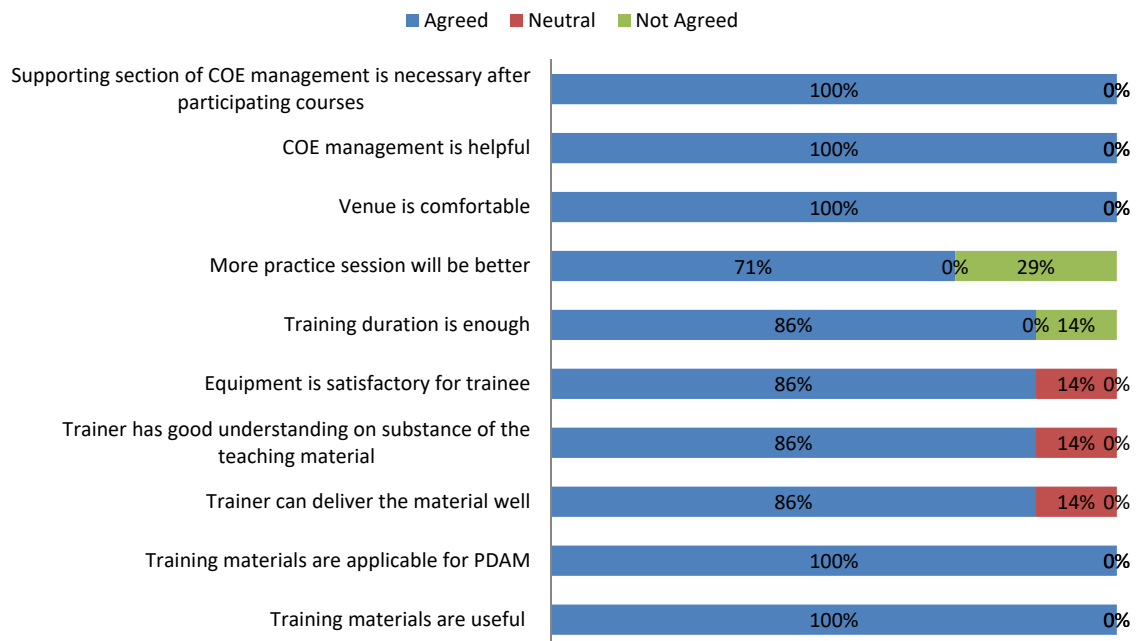 Agreed Neutral Not Agreed
Supporting section of COE management is necessary after
participating courses
100% 0%
COE management is helpful
100% 0%
Venue is comfortable
100% 0%
More practice session will be better
71% 0% 29%
Training duration is enough
86% 0% 14%
Equipment is satisfactory for trainee
86% 14% 0%
Trainer has good understanding on substance of the
teaching material
86% 14% 0%
Trainer can deliver the material well
86% 14% 0%
Training materials are applicable for PDAM
100% 0%
Training materials are useful
100% 0%